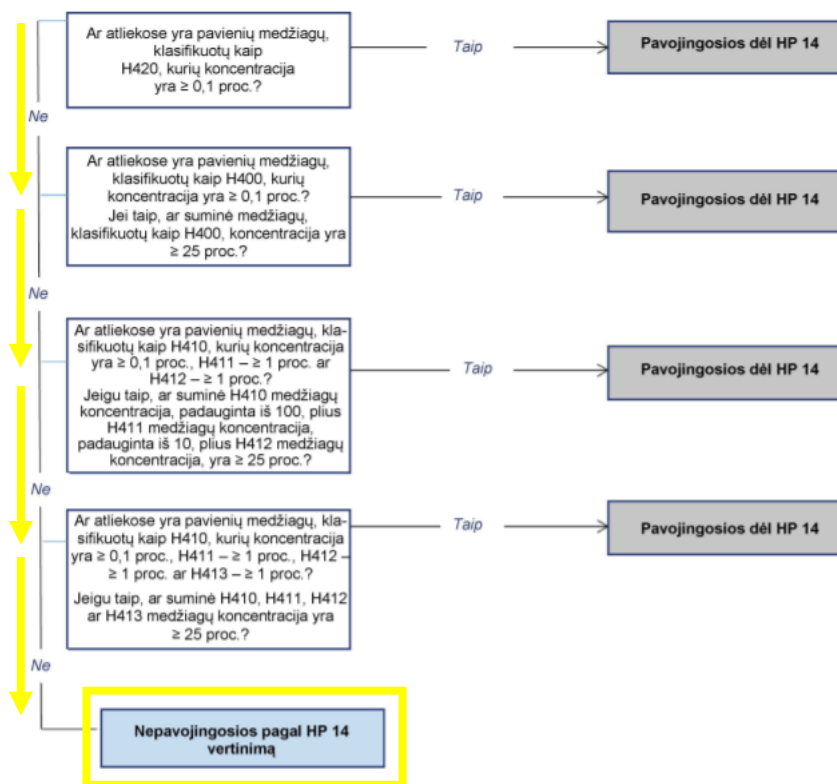 Ar atliekose yra pavienių medžiagų,
klasifikuotų kaip
H420, kurių koncentracija
yra ≥ 0,1 proc.?
Taip
Pavojingosios dėl HP 14
Ne
Ar atliekose yra pavienių medžiagų,
klasifikuotų kaip H400, kurių
koncentracija yra ≥ 0,1 proc.?
Jei taip, ar suminė medžiagų,
klasifikuotų kaip H400, koncentracija yra
≥ 25 proc.?
Taip
Pavojingosios dėl HP 14
Ne
Ar atliekose yra pavienių medžiagų, kla-
sifikuotų kaip H410, kurių koncentracija
yra ≥ 0,1 proc., H411 – ≥ 1 proc. ar
H412 – ≥ 1 proc.?
Jeigu taip, ar suminė H410 medžiagų
koncentracija, padauginta iš 100, plius
H411 medžiagų koncentracija,
padauginta iš 10, plius H412 medžiagų
koncentracija, yra ≥ 25 proc.?
Taip
Pavojingosios dėl HP 14
Ne
Ar atliekose yra pavienių medžiagų, kla-
sifikuotų kaip H410, kurių koncentracija
yra ≥ 0,1 proc., H411 – ≥ 1 proc., H412 –
≥ 1 proc. ar H413 – ≥ 1 proc.?
Jeigu taip, ar suminė H410, H411, H412
ar H413 medžiagų koncentracija yra
≥ 25 proc.?
Taip
Pavojingosios dėl HP 14
Ne
Nepavojingosios pagal HP 14
vertinimą